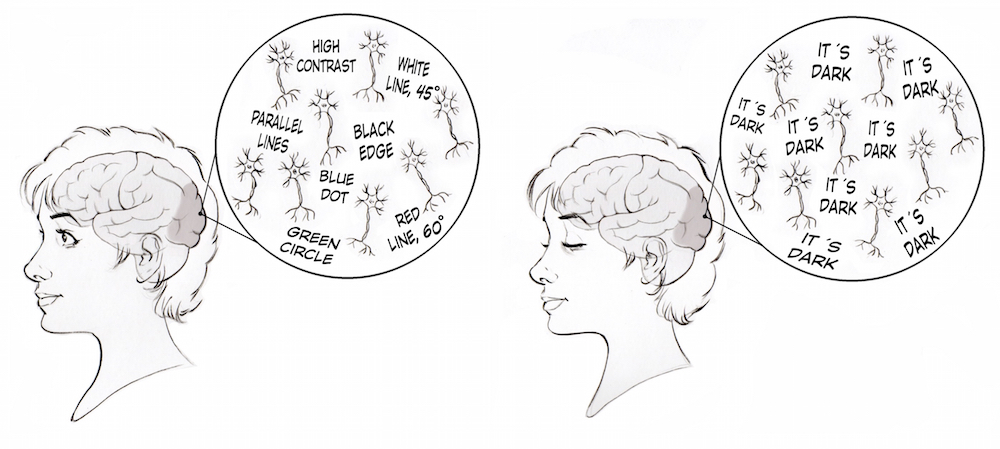 HIGH
CONTRAST
WHITE
LINE, 45°
PARALLEL
LINES
BLACK
EDGE
BLUE
DOT
RED
LINE, 60°
GREEN
CIRCLE
IT´S
DARK
IT´S
DARK
IT´S
DARK
IT´S
DARK
IT´S
DARK
IT´S
DARK
IT´S
DARK
IT´S
DARK